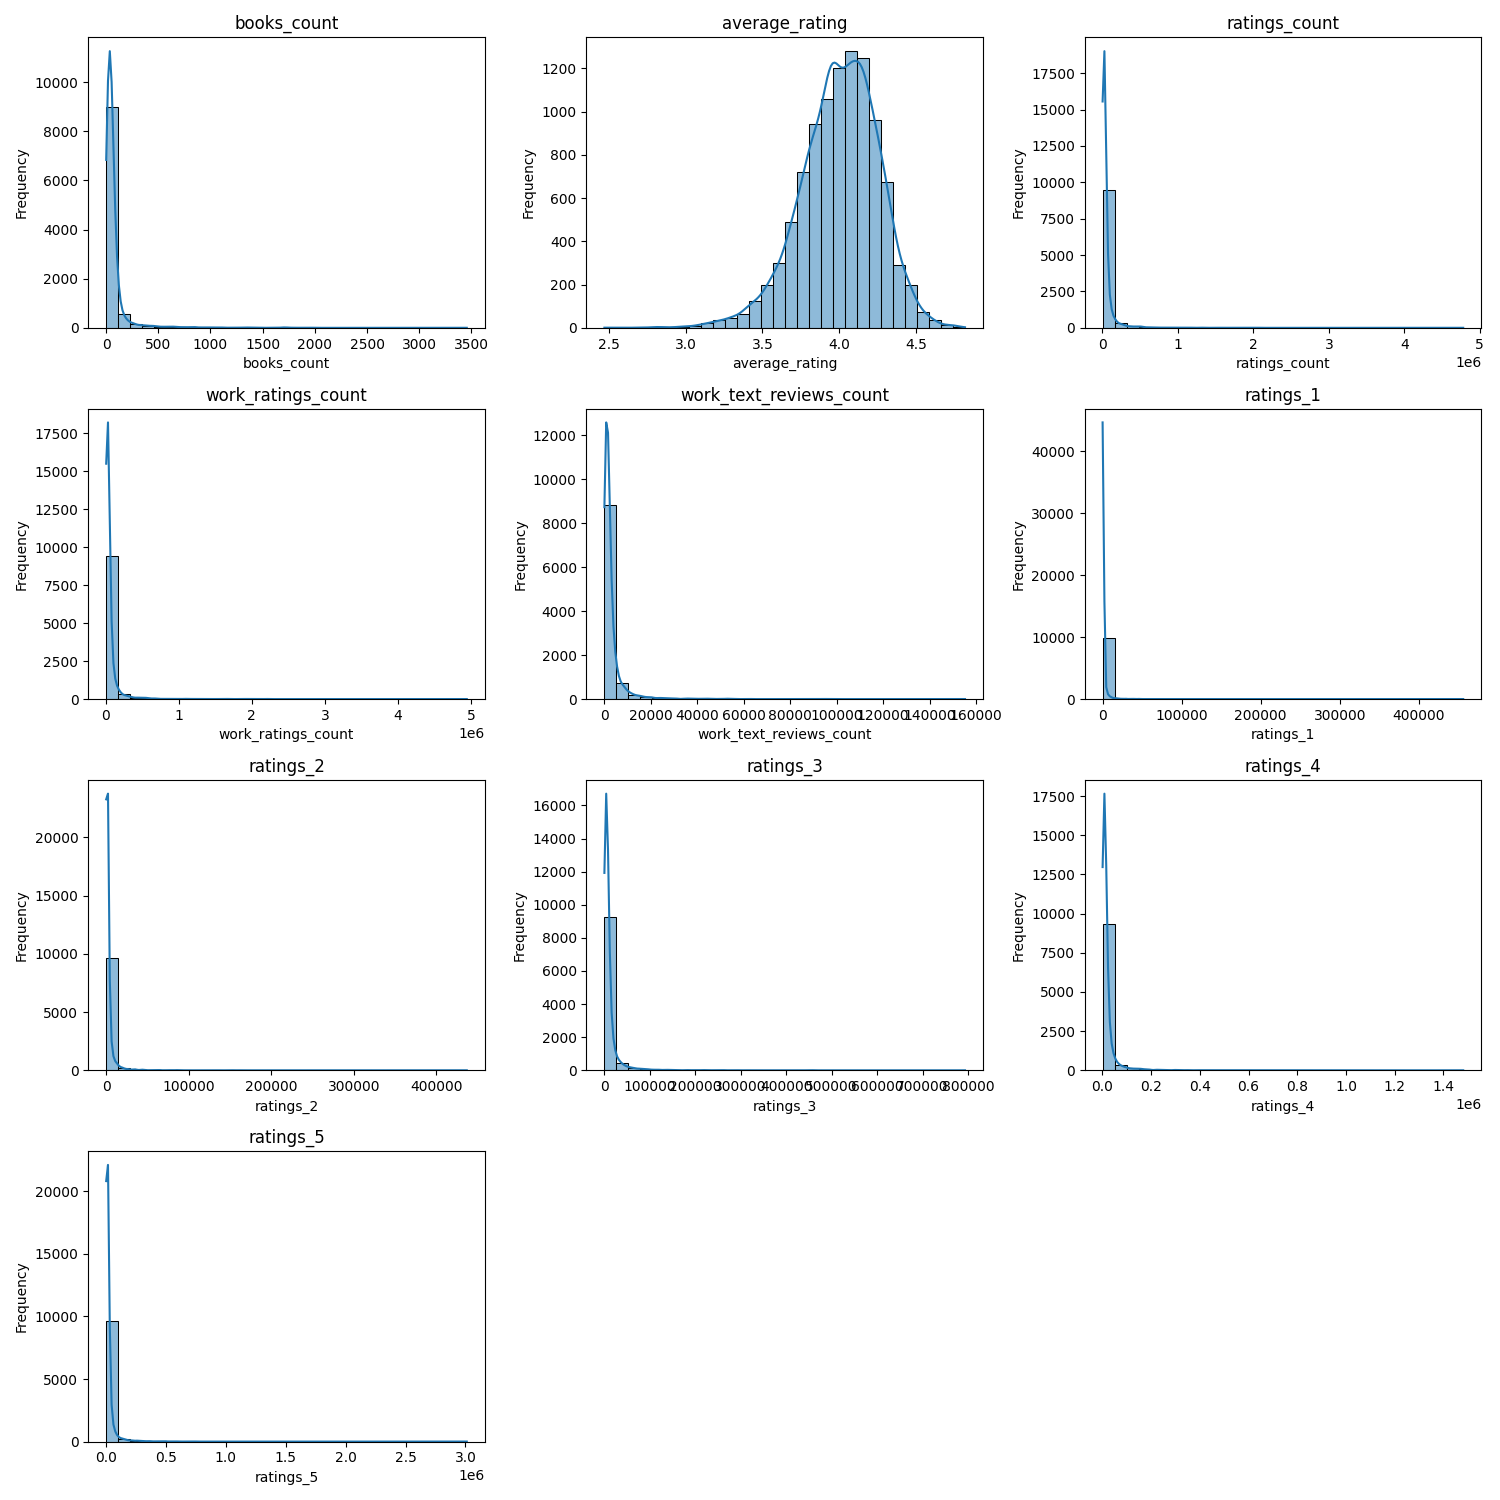 books_count
Frequency
10000
8000
6000
4000
2000
0
0 500 1000 1500 2000 2500 3000 3500
books_count
average_rating
Frequency
1200
1000
800
600
400
200
0
2.5 3.0 3.5 4.0 4.5
average_rating
ratings_count
Frequency
17500
15000
12500
10000
7500
5000
2500
0
0 1 2 3 4 5
1e6
ratings_count
work_ratings_count
Frequency
17500
15000
12500
10000
7500
5000
2500
0
0 1 2 3 4 5
1e6
work_ratings_count
work_text_reviews_count
Frequency
12000
10000
8000
6000
4000
2000
0
0 20000 40000 60000 80000 100000 120000 140000 160000
work_text_reviews_count
ratings_1
Frequency
40000
30000
20000
10000
0
0 100000 200000 300000 400000
ratings_1
ratings_2
Frequency
20000
15000
10000
5000
0
0 100000 200000 300000 400000
ratings_2
ratings_3
Frequency
16000
14000
12000
10000
8000
6000
4000
2000
0
0 100000 200000 300000 400000 500000 600000 700000 800000
ratings_3
ratings_4
Frequency
17500
15000
12500
10000
7500
5000
2500
0
0.0 0.2 0.4 0.6 0.8 1.0 1.2 1.4
1e6
ratings_4
ratings_5
Frequency
20000
15000
10000
5000
0
0.0 0.5 1.0 1.5 2.0 2.5 3.0
1e6
ratings_5